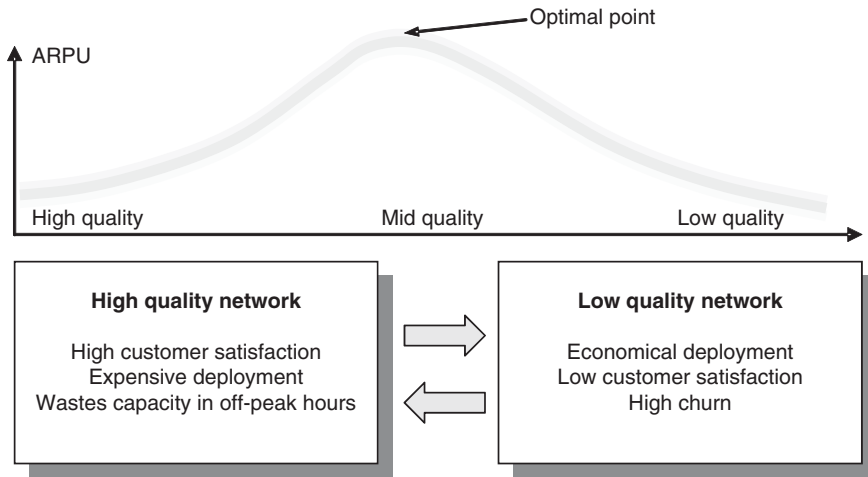 Optimal point
ARPU
High quality
Mid quality
Low quality
High quality network
High customer satisfaction
Expensive deployment
Wastes capacity in off-peak hours
Low quality network
Economical deployment
Low customer satisfaction
High churn